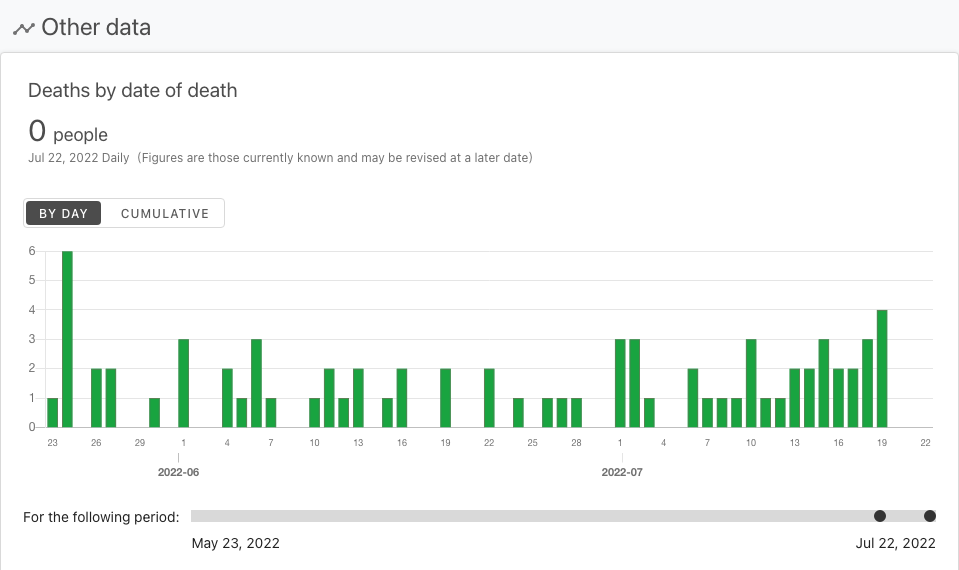 Other data
Deaths by date of death
0 people
Jul 22, 2022 Daily (Figures are those currently known and may be revised at a later date)
BY DAY CUMULATIVE
6
5
4
3
2
1
0
23 26 29 1 4 7 10 13 16 19 22 25 28 1 4 7 10 13 16 19 22
2022-06 2022-07
For the following period:
May 23, 2022 Jul 22, 2022